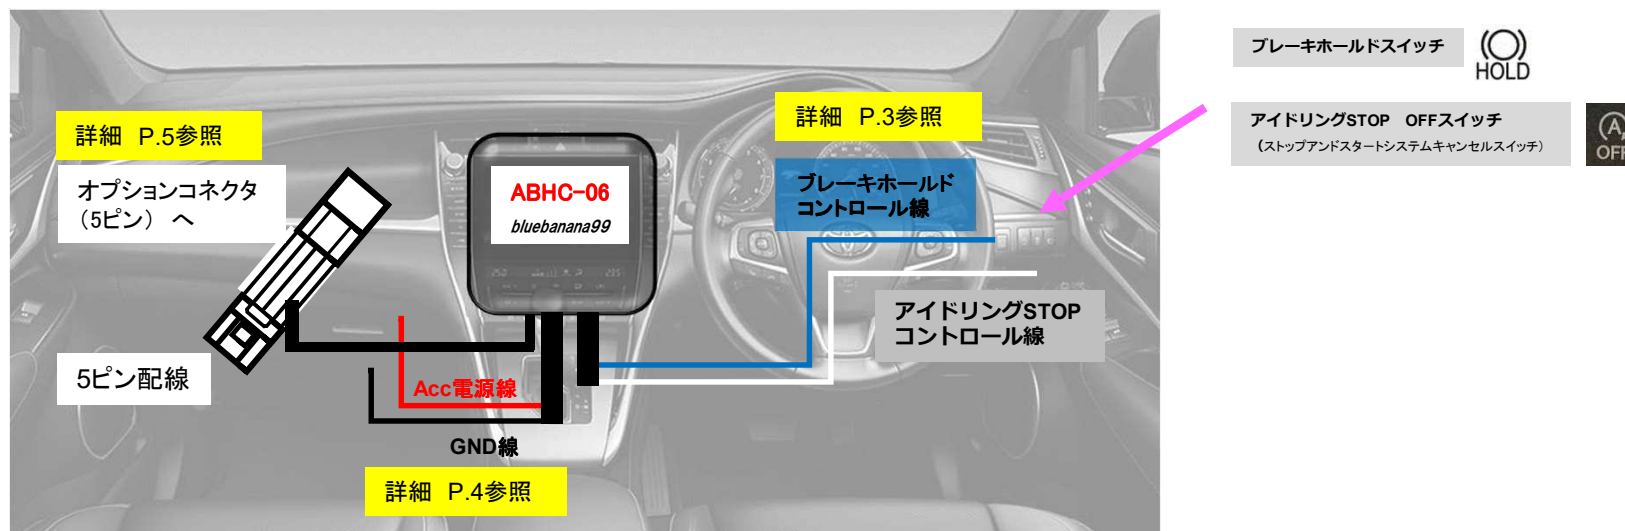 ブレーキホールドスイッチ
HOLD
詳細　P.5参照
詳細　P.3参照
アイドリングSTOP　OFFスイッチ
（ストップアンドスタートシステムキャンセルスイッチ）
(A)
OFF
オプションコネクタ
（5ピン）　へ
ABHC-06
bluebanana99
ブレーキホールド
コントロール線
アイドリングSTOP
コントロール線
5ピン配線
Acc電源線
GND線
詳細　P.4参照